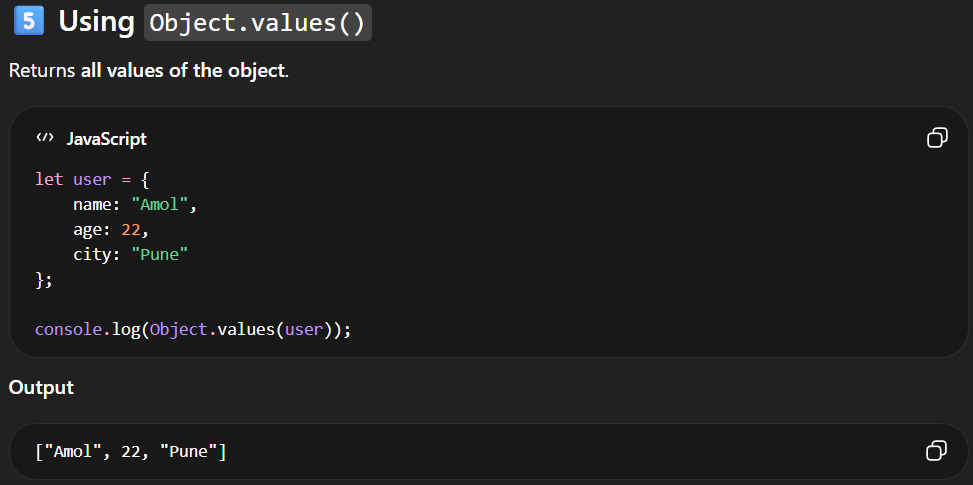 5 Using Object.values()
Returns all values of the object.
</> JavaScript
let user = {
    name: "Amol",
    age: 22,
    city: "Pune"
};
console.log(Object.values(user));
Output
["Amol", 22, "Pune"]